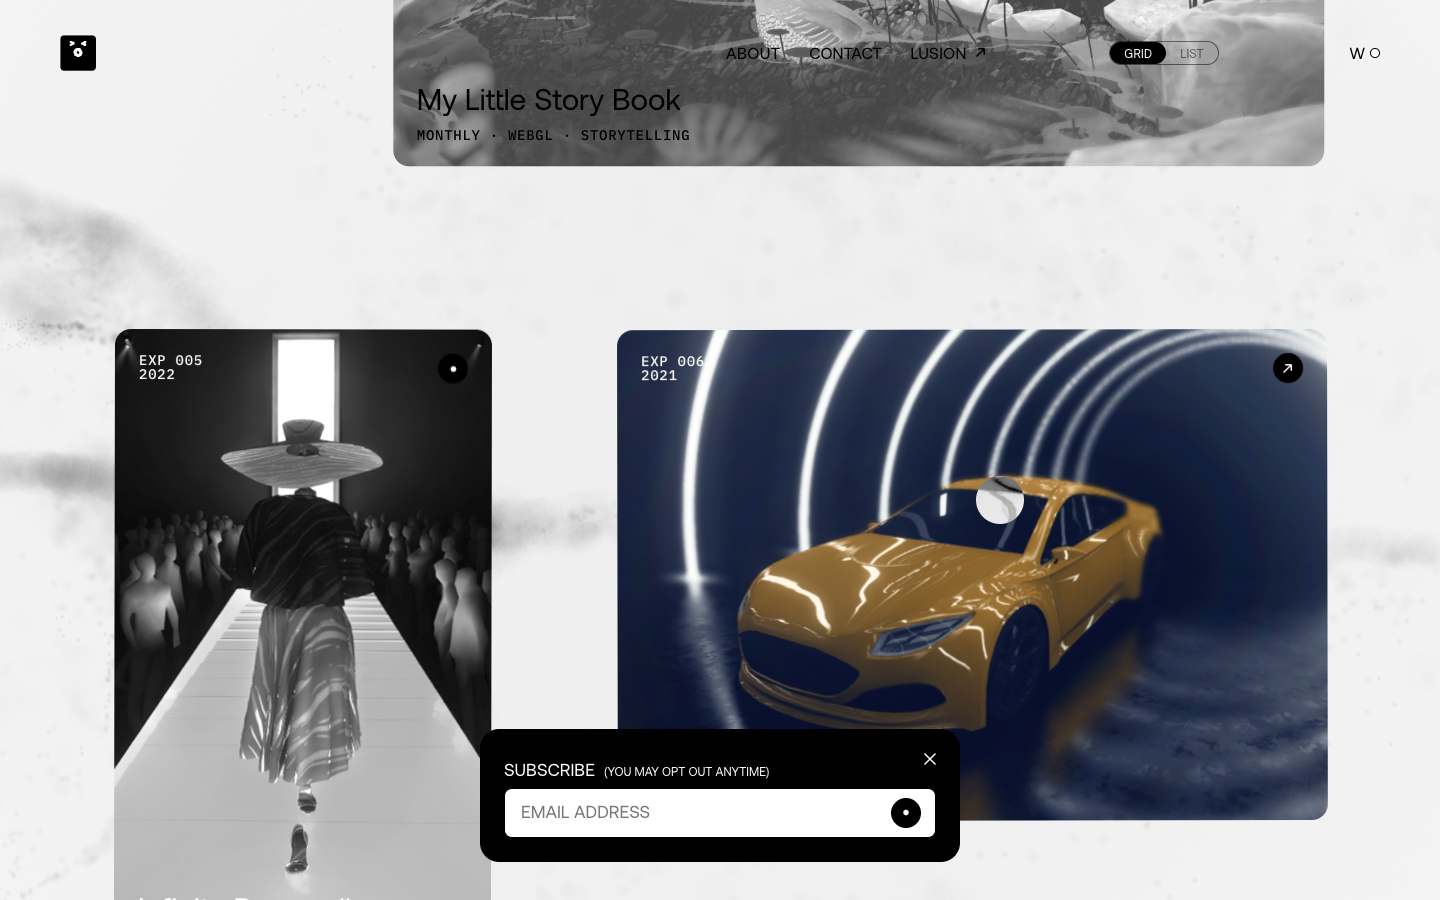 ABOUT CONTACT LUSION GRID LIST W
My Little Story Book
MONTHLY · WEBGL · STORYTELLING
EXP 005
2022
EXP 006
2021
SUBSCRIBE (YOU MAY OPT OUT ANYTIME)
EMAIL ADDRESS